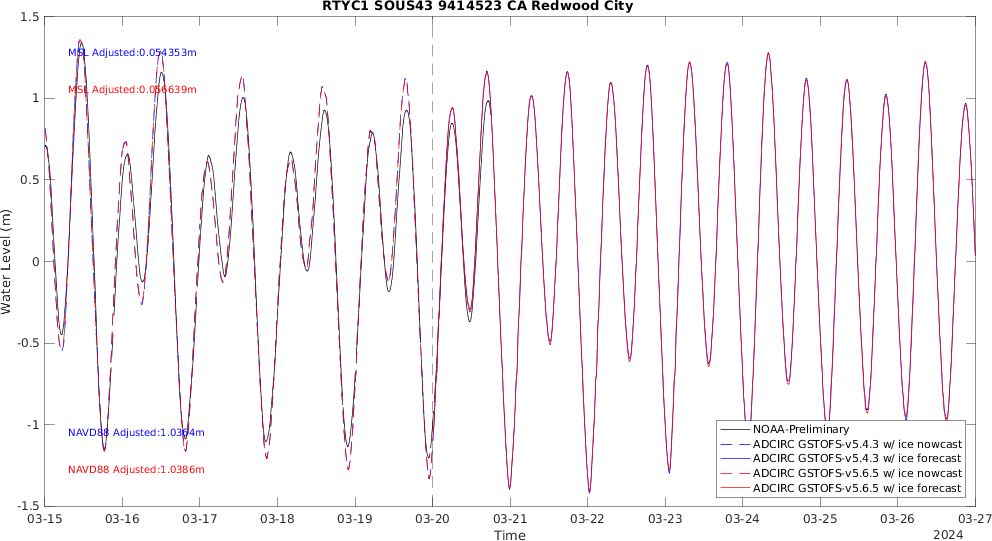 RTYC1 SOUS43 9414523 CA Redwood City
1.5
MSL Adjusted:0.054353m
MSL Adjusted:0.056639m
1
0.5
Water Level (m)
0
-0.5
-1
NAVD88 Adjusted:1.0364m
NAVD88 Adjusted:1.0386m
-1.5
NOAA-Preliminary
ADCIRC GSTOFS-v5.4.3 w/ ice nowcast
ADCIRC GSTOFS-v5.4.3 w/ ice forecast
ADCIRC GSTOFS-v5.6.5 w/ ice nowcast
ADCIRC GSTOFS-v5.6.5 w/ ice forecast
03-15 03-16 03-17 03-18 03-19 03-20 03-21 03-22 03-23 03-24 03-25 03-26 03-27
Time
2024